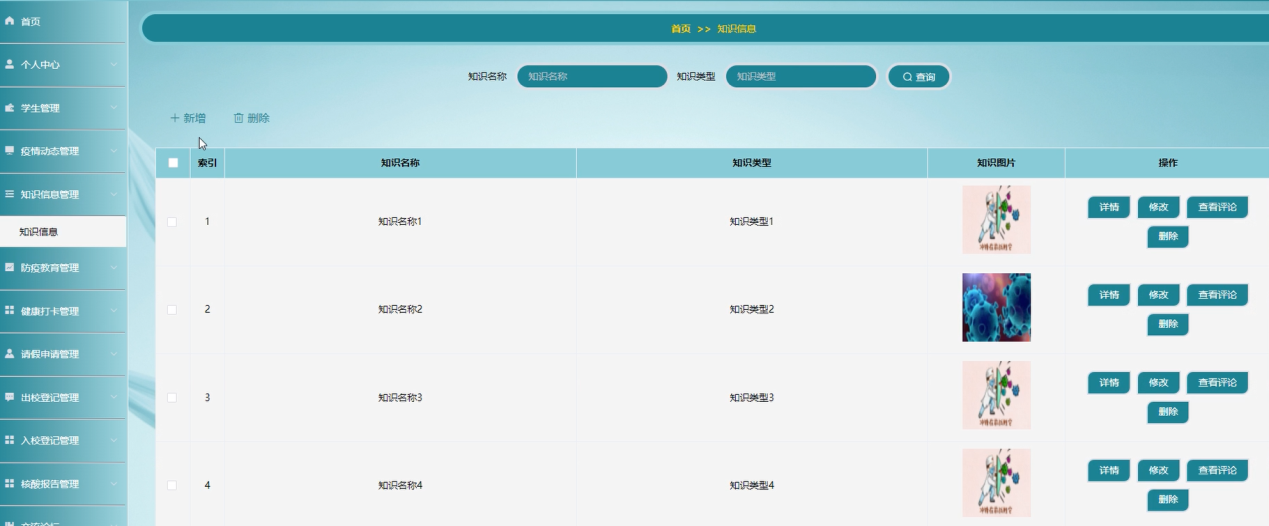 首页
个人中心
学生管理
疫情动态管理
知识信息管理
知识信息
防疫教育管理
健康打卡管理
请假申请管理
出校登记管理
入校登记管理
核酸报告管理
首页 >> 知识信息
知识名称 知识名称 知识类型 知识类型 查询
+ 新增 删除
索引 知识名称 知识类型 知识图片 操作
1 知识名称1 知识类型1 详情 修改 查看评论
删除
2 知识名称2 知识类型2 详情 修改 查看评论
删除
3 知识名称3 知识类型3 详情 修改 查看评论
删除
4 知识名称4 知识类型4 详情 修改 查看评论
删除